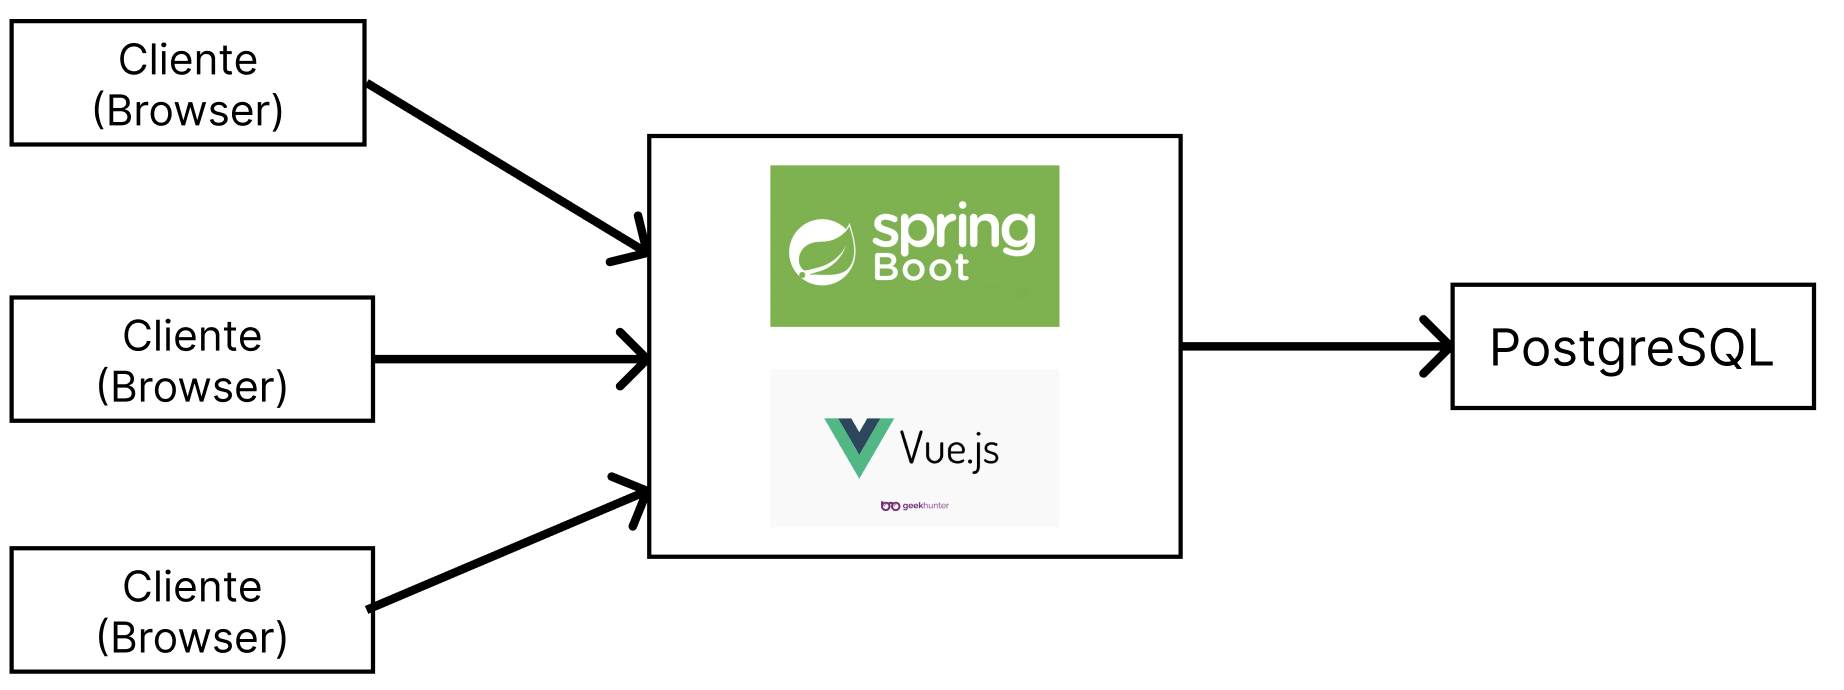 Cliente
(Browser)
Cliente
(Browser)
Cliente
(Browser)
spring
Boot
Vue.js
geekhunter
PostgreSQL